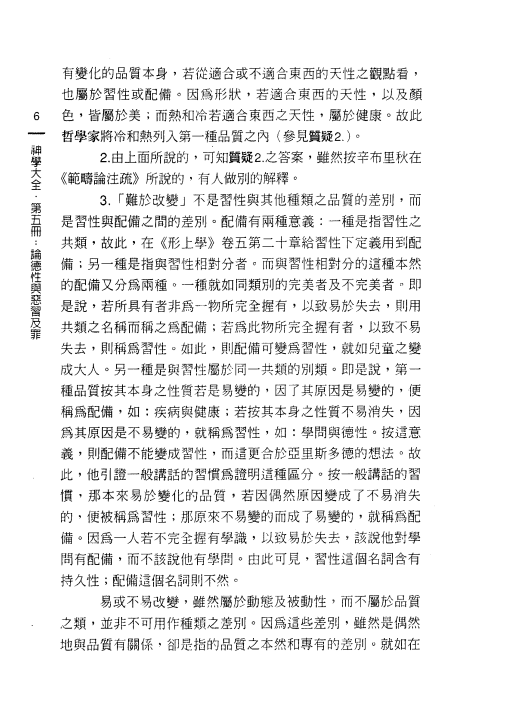 有變化的品質本身，若從適合或不適合東西的天性之觀點看，
也屬於習性或配備。因爲形狀，若適合東西的天性，以及顏
色，皆屬於美；而熱和冷若適合東西之天性，屬於健康。故此
哲學家將冷和熱列入第一種品質之內（參見質疑2.）。
2.由上面所說的，可知質疑2.之答案，雖然按辛布里秋在
《範疇論注疏》所說的，有人做別的解釋。
3.「難於改變」不是習性與其他種類之品質的差別，而
是習性與配備之間的差別。配備有兩種意義：一種是指習性之
共類，故此，在《形上學》卷五第二十章給習性下定義用到配
備；另一種是指與習性相對分者。而與習性相對分的這種本然
的配備又分爲兩種。一種就如同類別的完美者及不完美者。即
是說，若所具有者非爲一物所完全握有，以致易於失去，則用
共類之名稱而稱之爲配備；若爲此物所完全握有者，以致不易
失去，則稱爲習性。如此，則配備可變爲習性，就如兒童之變
成大人。另一種是與習性屬於同一共類的別類。即是說，第一
種品質按其本身之性質若是易變的，因了其原因是易變的，便
稱爲配備，如：疾病與健康；若按其本身之性質不易消失，因
爲其原因是不易變的，就稱爲習性，如：學問與德性。按這意
義，則配備不能變成習性，而這更合於亞里斯多德的想法。故
此，他引證一般講話的習慣爲證明這種區分。按一般講話的習
慣，那本來易於變化的品質，若因偶然原因變成了不易消失
的，便被稱爲習性；那原來不易變的而成了易變的，就稱爲配
備。因爲一人若不完全握有學識，以致易於失去，該說他對學
問有配備，而不該說他有學問。由此可見，習性這個名詞含有
持久性；配備這個名詞則不然。
易或不易改變，雖然屬於動態及被動性，而不屬於品質
之類，並非不可用作種類之差別。因爲這些差別，雖然是偶然
地與品質有關係，卻是指的品質之本然和專有的差別。就如在
6
神學大全．第五冊：論德性與惡習及罪